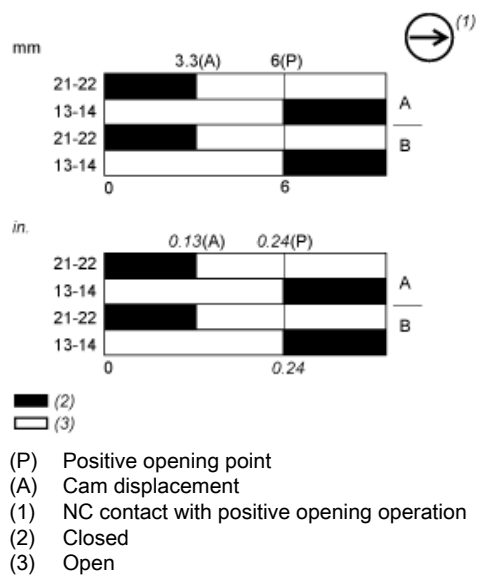 (1)
mm
3.3(A) 6(P)
21-22
13-14 A
21-22
B
13-14
0 6
in.
0.13(A) 0.24(P)
21-22
13-14 A
21-22
B
13-14
0 0.24
(2)
(3)
(P) Positive opening point
(A) Cam displacement
(1) NC contact with positive opening operation
(2) Closed
(3) Open